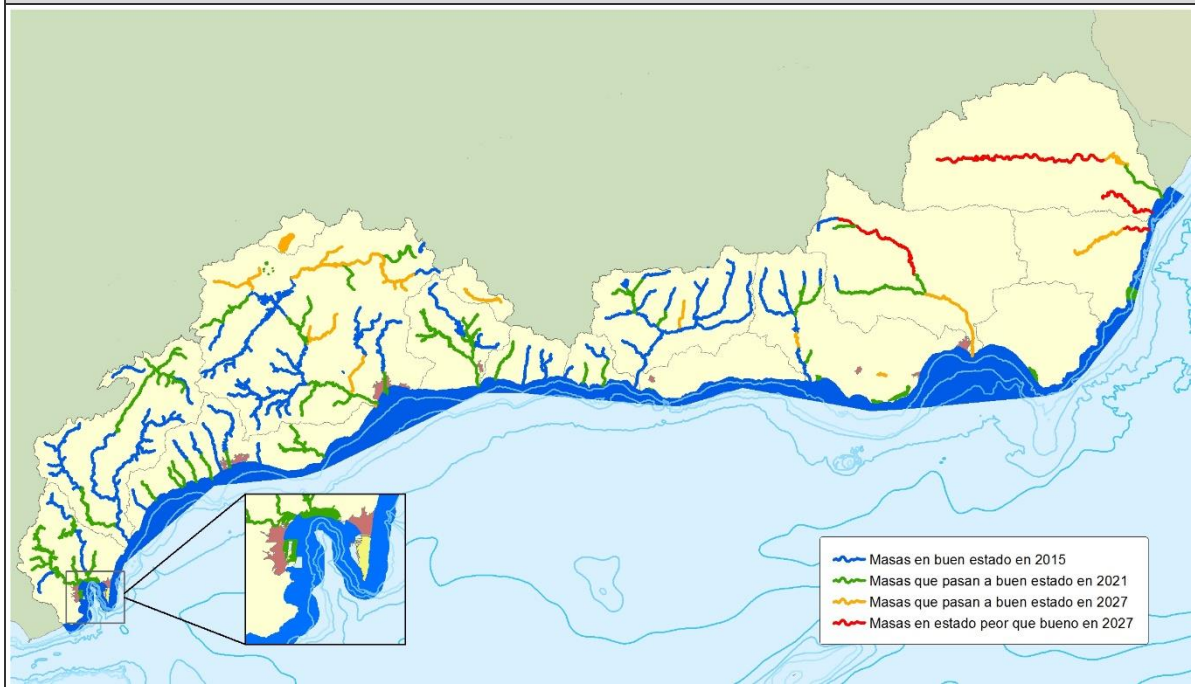 Masas en buen estado en 2015
Masas que pasan a buen estado en 2021
Masas que pasan a buen estado en 2027
Masas en estado peor que bueno en 2027